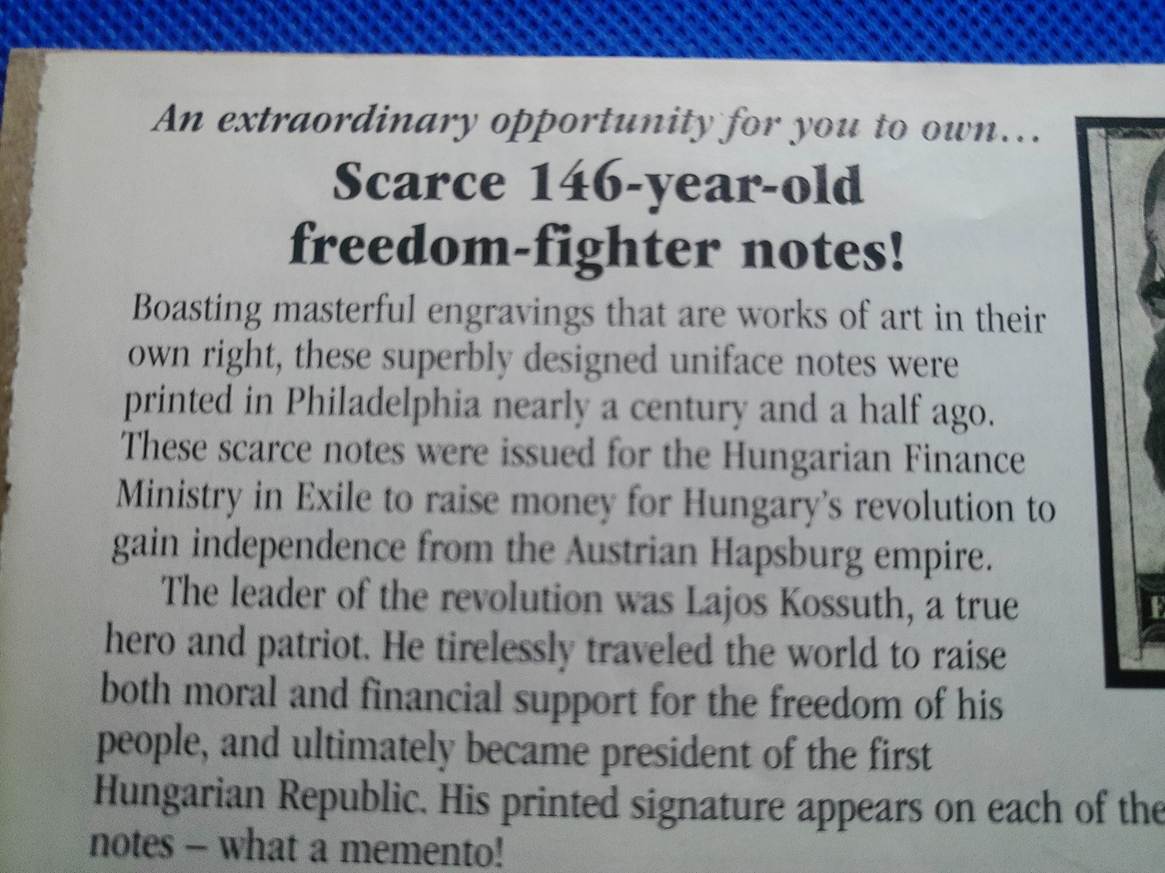 An extraordinary opportunity for you to own...
Scarce 146-year-old
freedom-fighter notes!
Boasting masterful engravings that are works of art in their
own right, these superbly designed uniface notes were
printed in Philadelphia nearly a century and a half ago.
These scarce notes were issued for the Hungarian Finance
Ministry in Exile to raise money for Hungary's revolution to
gain independence from the Austrian Hapsburg empire.
The leader of the revolution was Lajos Kossuth, a true
hero and patriot. He tirelessly traveled the world to raise
both moral and financial support for the freedom of his
people, and ultimately became president of the first
Hungarian Republic. His printed signature appears on each of the
notes – what a memento!